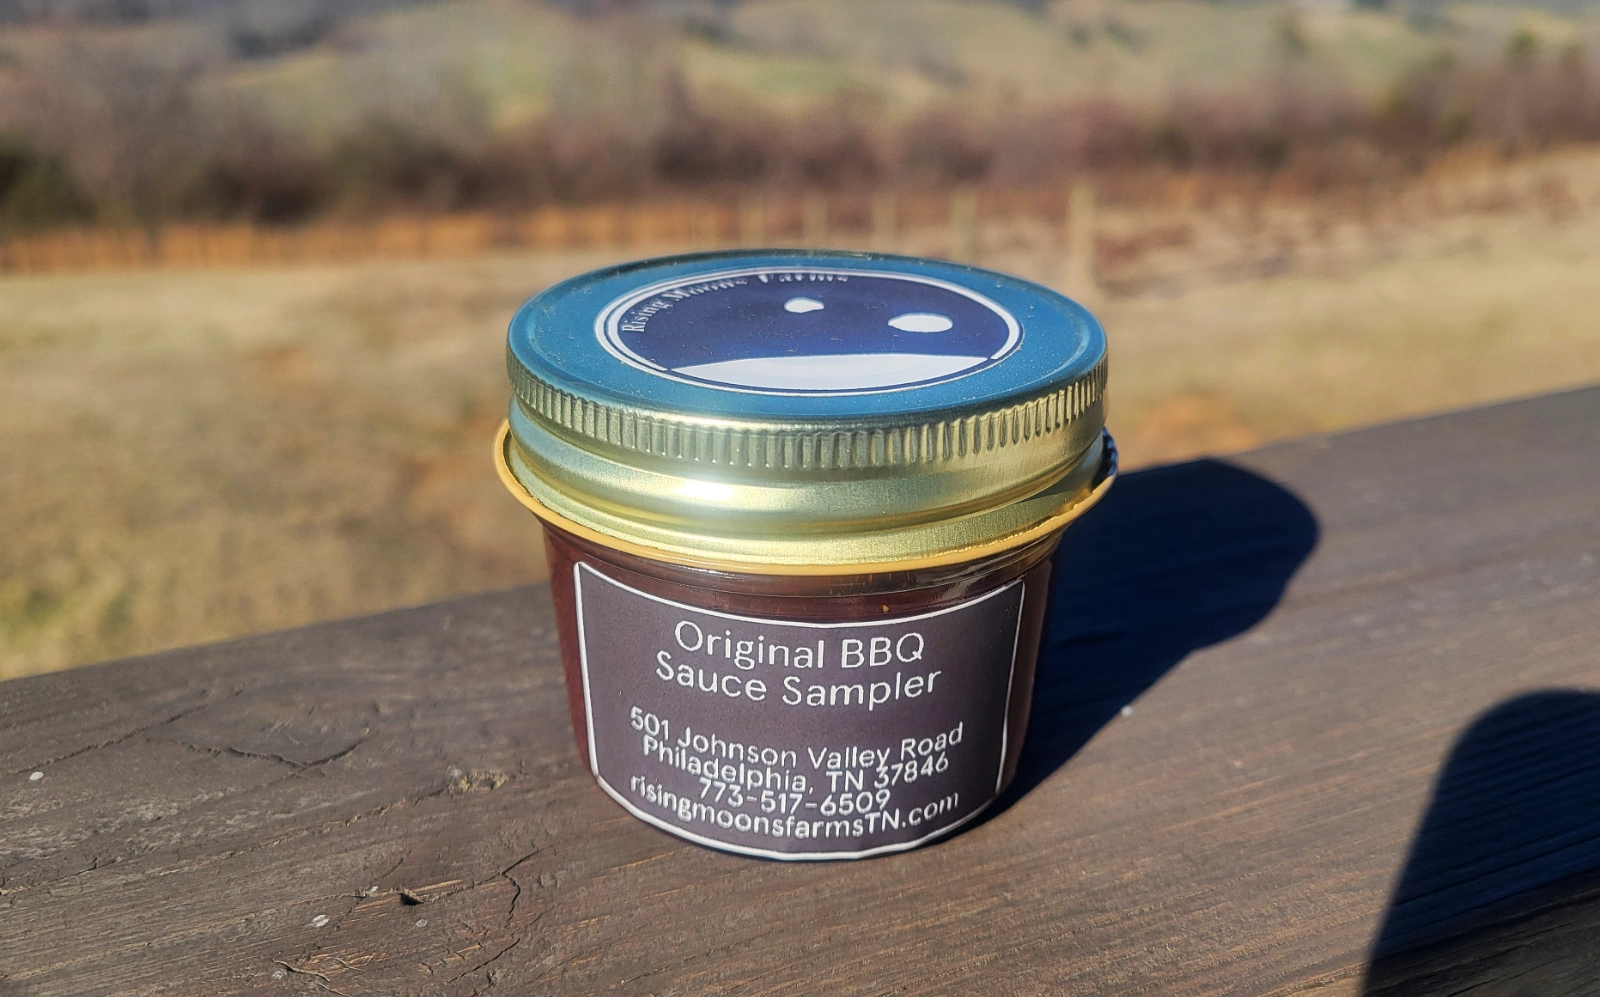 Rising Moons Farms
Original BBQ
Sauce Sampler
501 Johnson Valley Road
Philadelphia, TN 37846
773-517-6509
risingmoonsfarmsTN.com